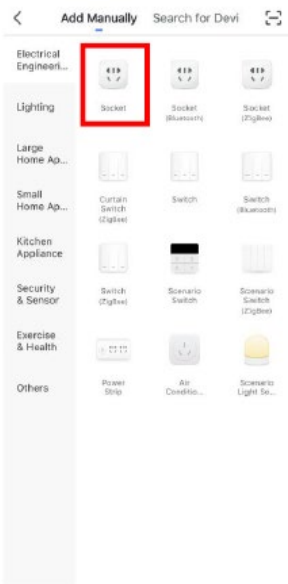 Add Manually Search for Devi
Electrical
Engineeri...
Lighting
Large
Home Ap...
Small
Home Ap...
Kitchen
Appliance
Security
& Sensor
Exercise
& Health
Others
Socket
Socket
(Bluetooth)
Socket
(ZigBee)
Curtain
Switch
(ZigBee)
Switch
Switch
(Bluetooth)
Switch
(ZigBee)
Scenario
Switch
Scenario
Switch
(ZigBee)
Power
Strip
Air
Conditio...
Scenario
Light So...